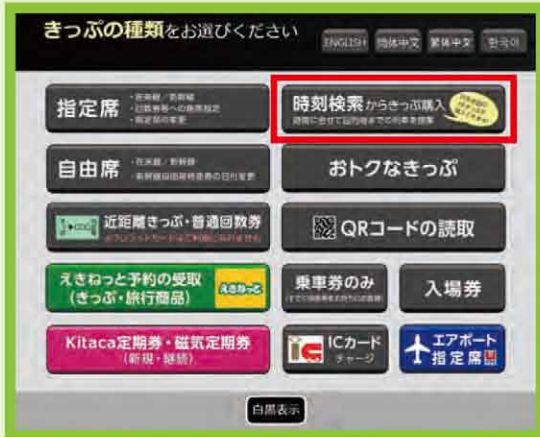 きっぷの種類をお選びください
ENGLISH 簡体中文 繁体中文 한국어
指定席
・在来線／新幹線
・指定席の変更
時刻検索からきっぷ購入
自由席
・在来線／新幹線
おトクなきっぷ
近距離きっぷ・普通回数券
QRコードの読取
えきねっと予約の受取
(きっぷ・旅行商品)
えきねっと
乗車券のみ
入場券
Kitaca定期券・磁気定期券
(新規・継続)
IC
ICカード
チャージ
エアポート
指定席
白黒表示